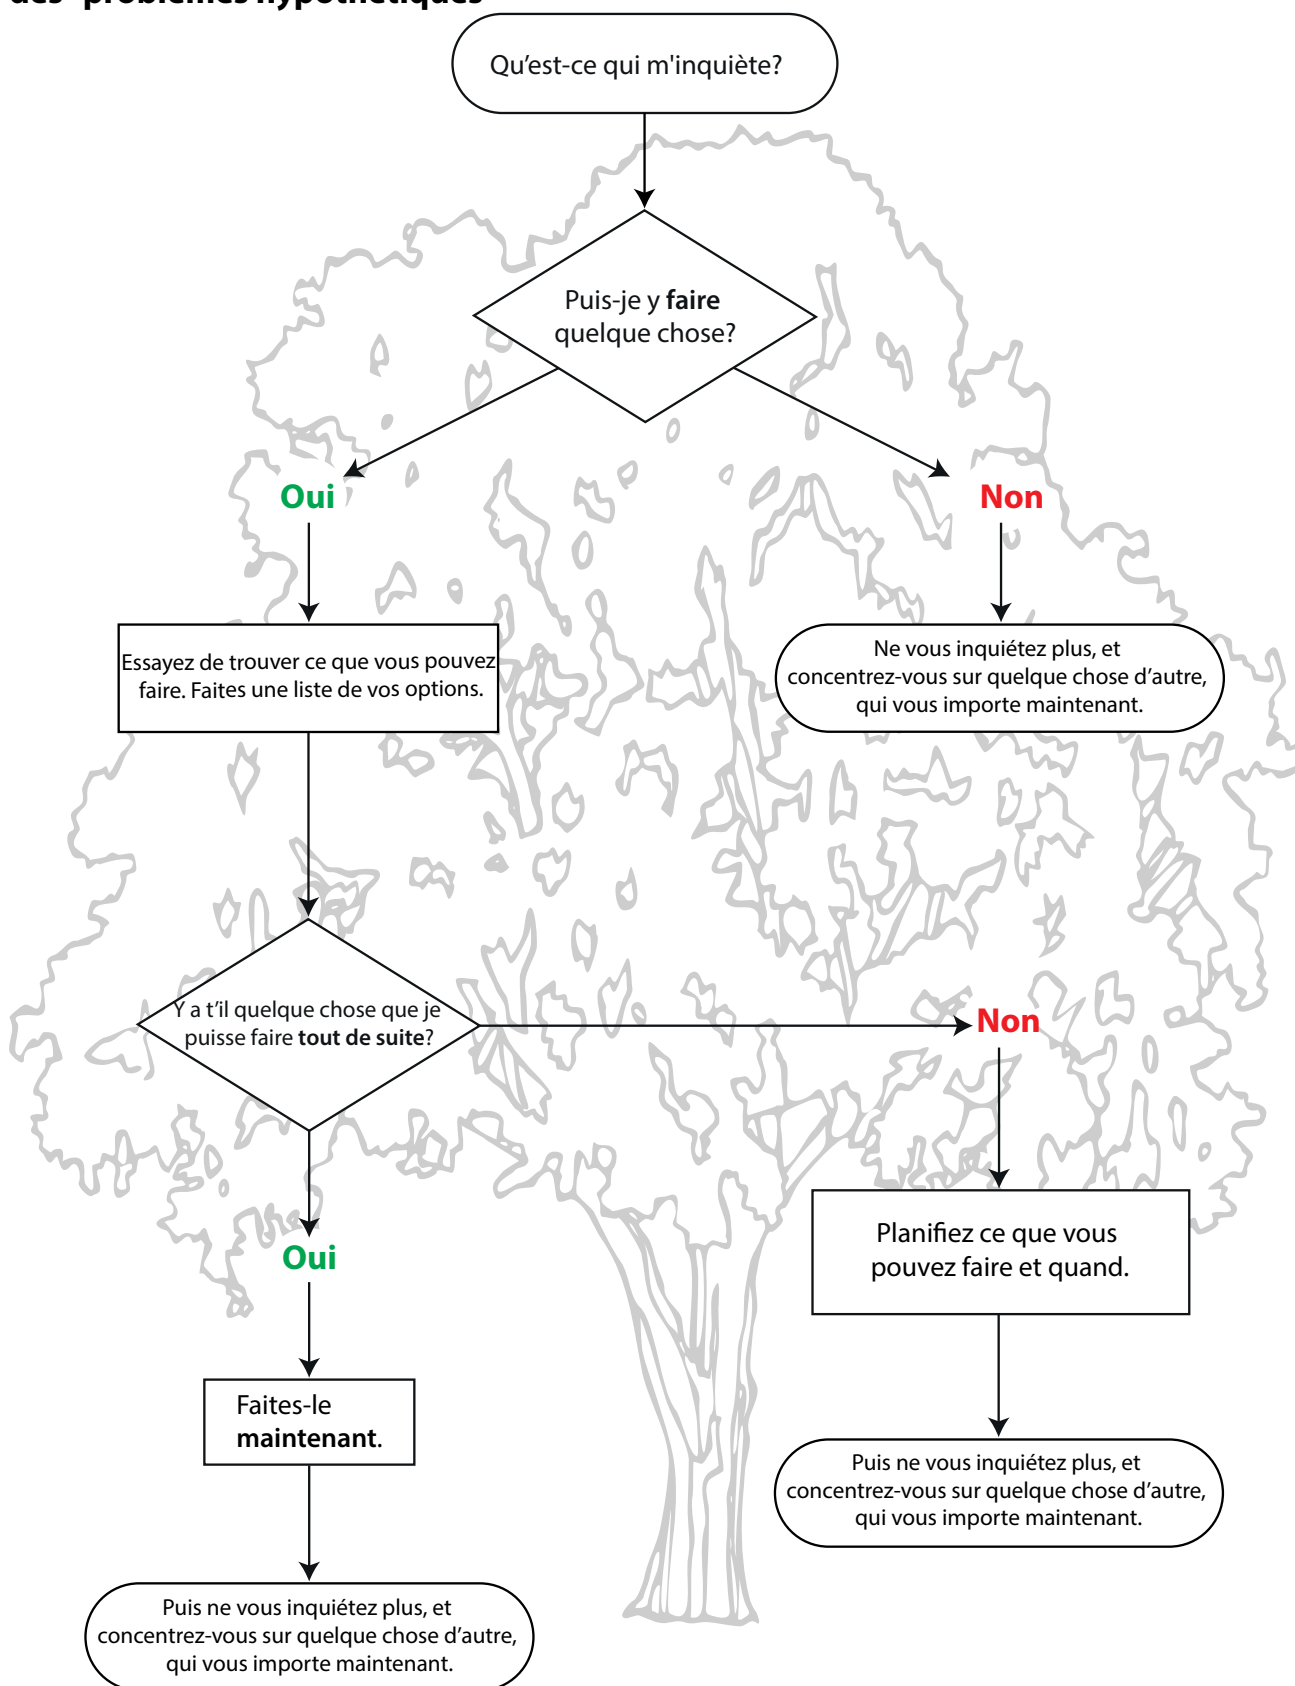 des "problèmes hypothétiques"
Qu'est-ce qui m'inquiète?
Puis-je y faire
quelque chose?
Oui
Non
Essayez de trouver ce que vous pouvez
faire. Faites une liste de vos options.
Ne vous inquiétez plus, et
concentrez-vous sur quelque chose d'autre,
qui vous importe maintenant.
Y a t'il quelque chose que je
puisse faire tout de suite?
Non
Oui
Planifiez ce que vous
pouvez faire et quand.
Faites-le
maintenant.
Puis ne vous inquiétez plus, et
concentrez-vous sur quelque chose d'autre,
qui vous importe maintenant.
Puis ne vous inquiétez plus, et
concentrez-vous sur quelque chose d'autre,
qui vous importe maintenant.